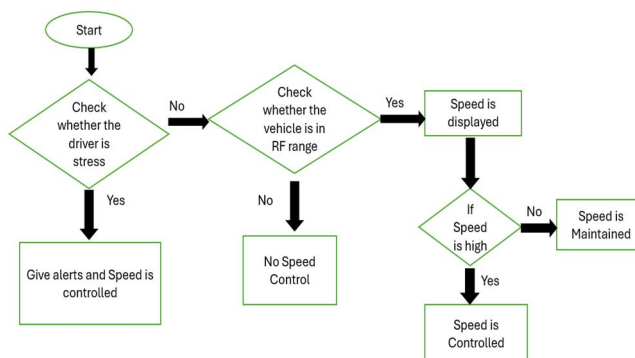 Start
Check
whether the
driver is
stress
No
Yes
Give alerts and Speed is
controlled
Check
whether the
vehicle is in
RF range
Yes
No
No Speed
Control
Speed is
displayed
If
Speed
is high
No
Speed is
Maintained
Yes
Speed is
Controlled